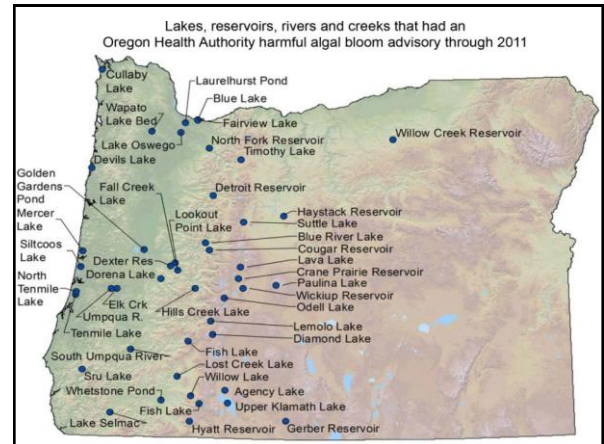 Lakes, reservoirs, rivers and creeks that had an
Oregon Health Authority harmful algal bloom advisory through 2011
Cullaby
Lake
Laurelhurst Pond
Blue Lake
Wapato
Lake Bed
Fairview Lake
Lake Oswego
Willow Creek Reservoir
North Fork Reservoir
Timothy Lake
Devils Lake
Golden
Gardens
Pond
Fall Creek
Lake
Detroit Reservoir
Mercer
Lake
Lookout
Point Lake
Haystack Reservoir
Suttle Lake
Siltcoos
Lake
Blue River Lake
Cougar Reservoir
Dexter Res
Lava Lake
North
Tenmile
Lake
Dorena Lake
Crane Prairie Reservoir
Paulina Lake
Elk Crk
Wickiup Reservoir
Umpqua R.
Hills Creek Lake
Odell Lake
Tenmile Lake
Lemolo Lake
Diamond Lake
South Umpqua River
Fish Lake
Sru Lake
Lost Creek Lake
Whetstone Pond
Willow Lake
Agency Lake
Fish Lake
Upper Klamath Lake
Lake Selmac
Hyatt Reservoir
Gerber Reservoir